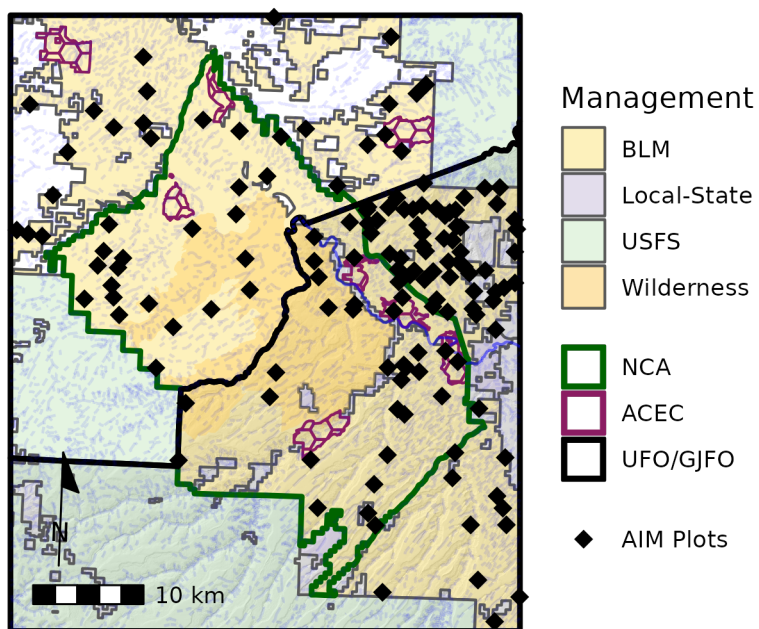 Management
BLM
Local-State
USFS
Wilderness
NCA
ACEC
UFO/GJFO
AIM Plots
N
10 km